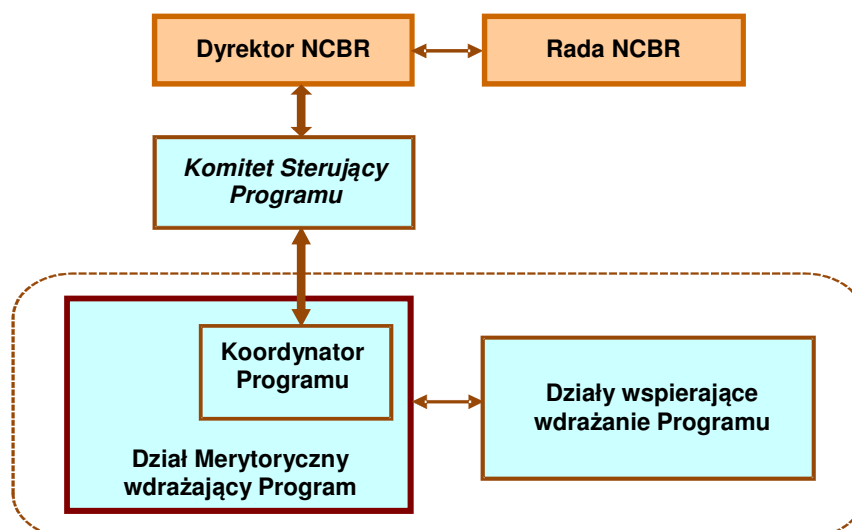 Dyrektor NCBR
Rada NCBR
Komitet Sterujący
Programu
Koordynator
Programu
Dział Merytoryczny
wdrażający Program
Działy wspierające
wdrażanie Programu